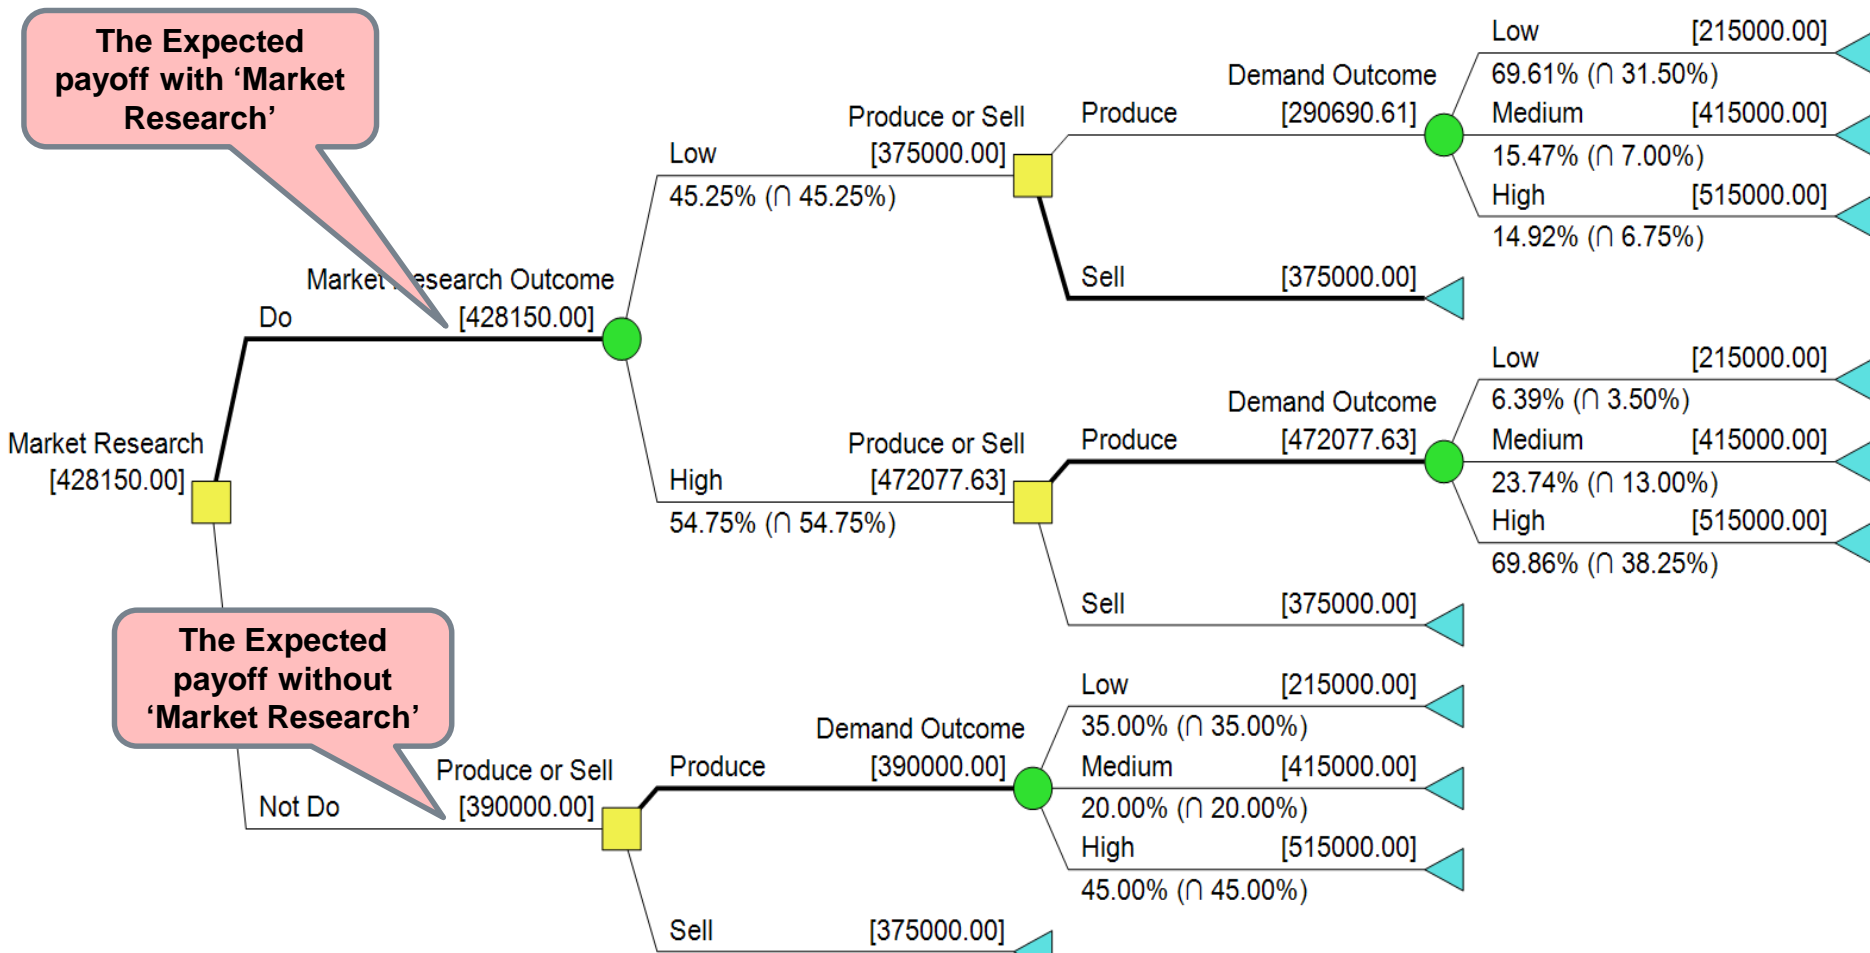 The Expected
payoff with ‘Market
Research’
Low [215000.00]
69.61% (∩ 31.50%)
Demand Outcome
Medium [415000.00]
Produce [290690.61]
15.47% (∩ 7.00%)
Produce or Sell
[375000.00]
High [515000.00]
14.92% (∩ 6.75%)
Low
45.25% (∩ 45.25%)
Sell [375000.00]
Market Research Outcome
Do [428150.00]
Low [215000.00]
6.39% (∩ 3.50%)
Demand Outcome
Medium [415000.00]
Produce [472077.63]
23.74% (∩ 13.00%)
Produce or Sell
[472077.63]
High [515000.00]
69.86% (∩ 38.25%)
High
54.75% (∩ 54.75%)
Market Research
[428150.00]
Sell [375000.00]
The Expected
payoff without
‘Market Research’
Low [215000.00]
35.00% (∩ 35.00%)
Demand Outcome
Produce [390000.00]
Medium [415000.00]
20.00% (∩ 20.00%)
Produce or Sell
Not Do [390000.00]
High [515000.00]
45.00% (∩ 45.00%)
Sell [375000.00]